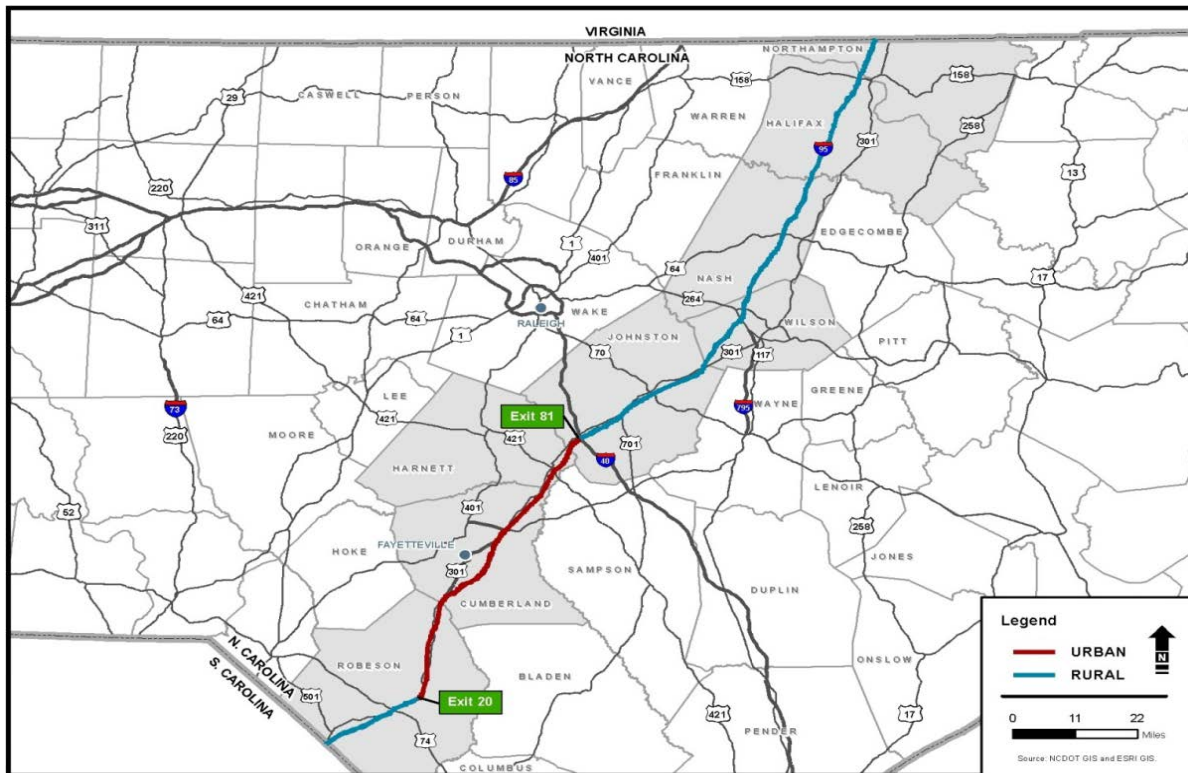 VIRGINIA
NORTH CAROLINA
NORTHAMPTON
VANCE
CASWELL
PERSON
29
158
158
WARREN
HALIFAX
258
301
95
85
FRANKLIN
13
220
311
ORANGE
DURHAM
1
401
EDGECOMBE
64
NASH
17
421
CHATHAM
264
64
64
RALEIGH
WAKE
1
JOHNSTON
WILSON
70
301
117
PITT
LEE
GREENE
73
Exit 81
795
WAYNE
421
421
701
220
MOORE
40
HARNETT
LENOIR
52
401
258
HOKE
FAYETTEVILLE
301
SAMPSON
JONES
CUMBERLAND
DUPLIN
Legend
URBAN
N
RURAL
N. CAROLINA
S. CAROLINA
ROBESON
ONSLOW
BLADEN
501
Exit 20
0 11 22
Miles
74
421
17
PENDER
COLUMBUS
Source: NCDOT GIS and ESRI GIS.